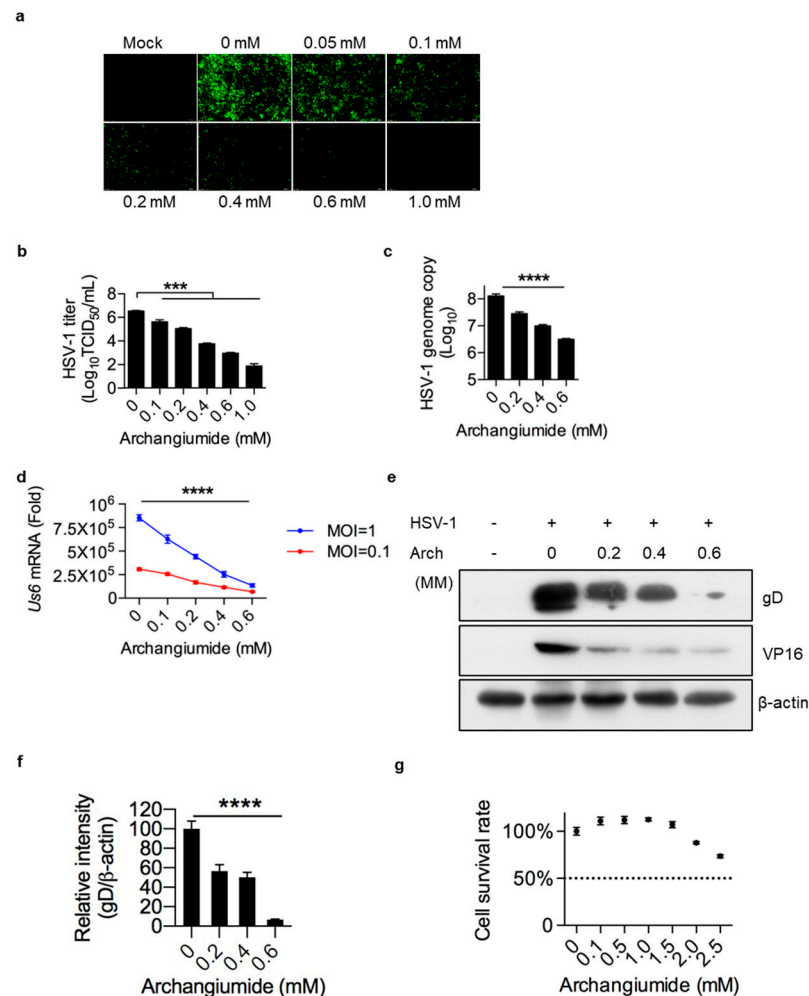 a
Mock 0 mM 0.05 mM 0.1 mM
0.2 mM 0.4 mM 0.6 mM 1.0 mM
b
HSV-1 titer
(Log10TCID50/mL)
***
8
6
4
2
0
0 0.1 0.2 0.4 0.6 1.0
Archangiumide (mM)
c
HSV-1 genome copy
(Log10)
****
9
8
7
6
5
0 0.2 0.4 0.6
Archangiumide (mM)
d
Us6 mRNA (Fold)
****
10^6
7.5X10^5
5.0X10^5
2.5X10^5
0
MOI=1
MOI=0.1
0 0.1 0.2 0.4 0.6
Archangiumide (mM)
e
HSV-1 - + + + +
Arch - 0 0.2 0.4 0.6
(MM)
gD
VP16
β-actin
f
Relative intensity
(gD/β-actin)
****
120
100
80
60
40
20
0
0 0.2 0.4 0.6
Archangiumide (mM)
g
Cell survival rate
100%
50%
0
0 0.1 0.5 1.0 1.5 2.0 2.5
Archangiumide (mM)